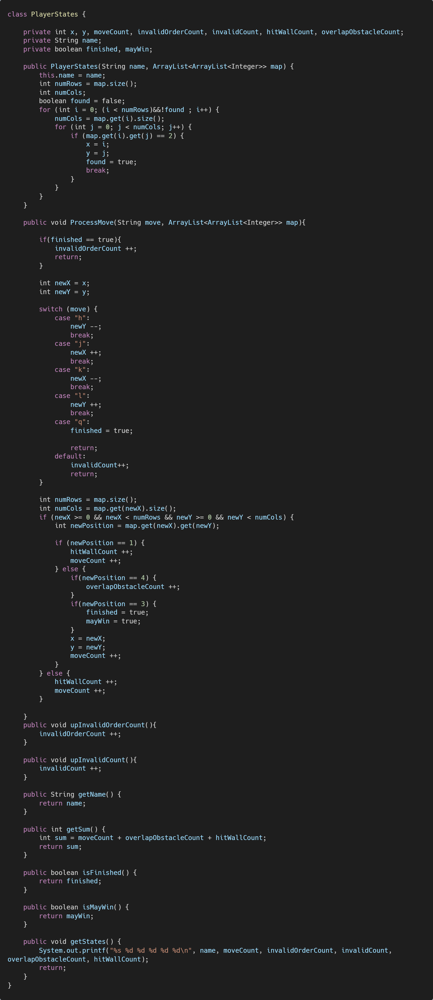 class PlayerStates {

    private int x, y, moveCount, invalidOrderCount, invalidCount, hitWallCount, overlapObstacleCount;
    private String name;
    private boolean finished, mayWin;

    public PlayerStates(String name, ArrayList<ArrayList<Integer>> map) {
        this.name = name;
        int numRows = map.size();
        int numCols;
        boolean found = false;
        for (int i = 0; (i < numRows)&&!found ; i++) {
            numCols = map.get(i).size();
            for (int j = 0; j < numCols; j++) {
                if (map.get(i).get(j) == 2) {
                    x = i;
                    y = j;
                    found = true;
                    break;
                }
            }
        }
    }

    public void ProcessMove(String move, ArrayList<ArrayList<Integer>> map){

        if(finished == true){
            invalidOrderCount ++;
            return;
        }

        int newX = x;
        int newY = y;

        switch (move) {
            case "h":
                newY --;
                break;
            case "j":
                newX ++;
                break;
            case "k":
                newX --;
                break;
            case "l":
                newY ++;
                break;
            case "q":
                finished = true;

                return;
            default:
                invalidCount++;
                return;
        }

        int numRows = map.size();
        int numCols = map.get(newX).size();
        if (newX >= 0 && newX < numRows && newY >= 0 && newY < numCols) {
            int newPosition = map.get(newX).get(newY);

            if (newPosition == 1) {
                hitWallCount ++;
                moveCount ++;
            } else {
                if(newPosition == 4) {
                    overlapObstacleCount ++;
                }
                if(newPosition == 3) {
                    finished = true;
                    mayWin = true;
                }
                x = newX;
                y = newY;
                moveCount ++;
            }
        } else {
            hitWallCount ++;
            moveCount ++;
        }

    }
    public void upInvalidOrderCount(){
        invalidOrderCount ++;
    }

    public void upInvalidCount(){
        invalidCount ++;
    }

    public String getName() {
        return name;
    }

    public int getSum() {
        int sum = moveCount + overlapObstacleCount + hitWallCount;
        return sum;
    }

    public boolean isFinished() {
        return finished;
    }

    public boolean isMayWin() {
        return mayWin;
    }

    public void getStates() {
        System.out.printf("%s %d %d %d %d %d\n", name, moveCount, invalidOrderCount, invalidCount,
overlapObstacleCount, hitWallCount);
        return;
    }
}